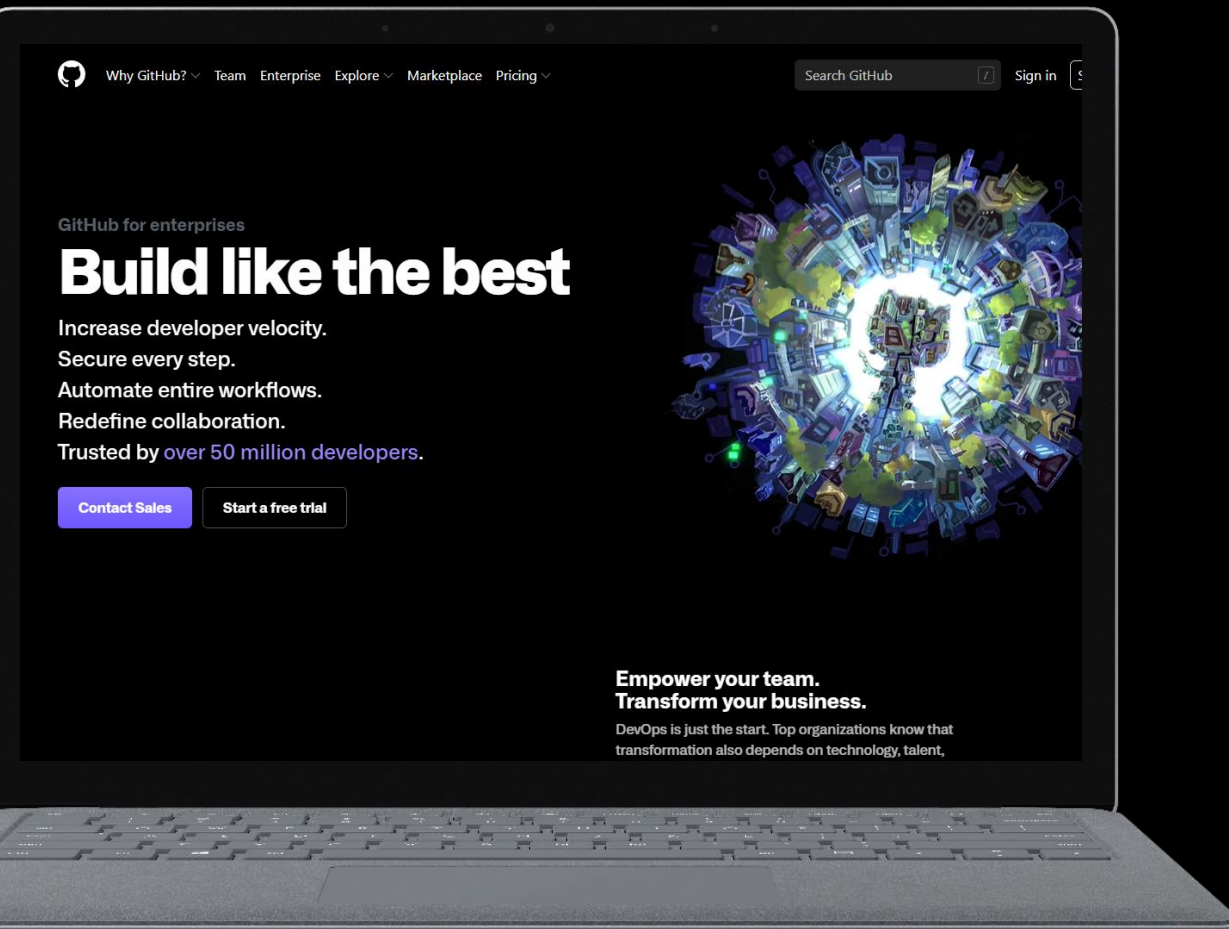 Why GitHub? Team Enterprise Explore Marketplace Pricing
Search GitHub / Sign in
GitHub for enterprises
Build like the best
Increase developer velocity.
Secure every step.
Automate entire workflows.
Redefine collaboration.
Trusted by over 50 million developers.
Contact Sales Start a free trial
Empower your team.
Transform your business.
DevOps is just the start. Top organizations know that
transformation also depends on technology, talent,